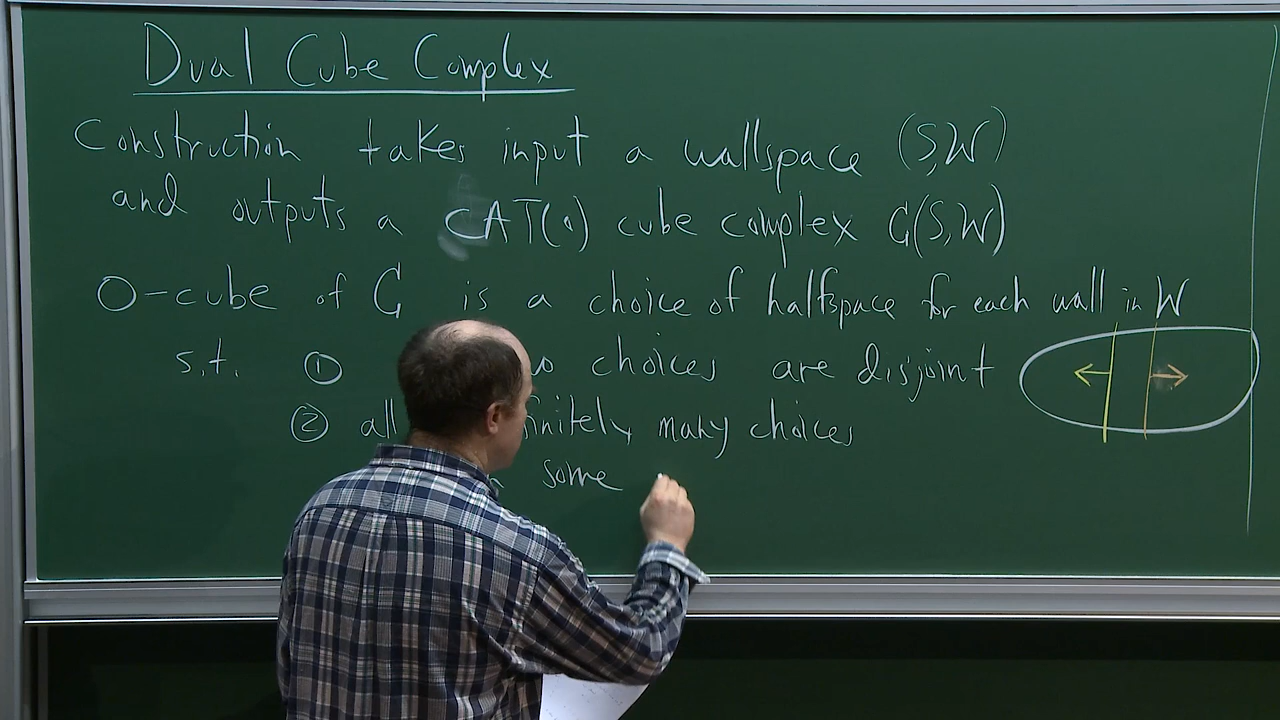 Dual Cube Complex
Construction takes input a wallspace (S,W)
and outputs a CAT(0) cube complex C(S,W)
0-cube of C is a choice of halfspace for each wall in W
s.t. ① choices are disjoint
② all many choices
some